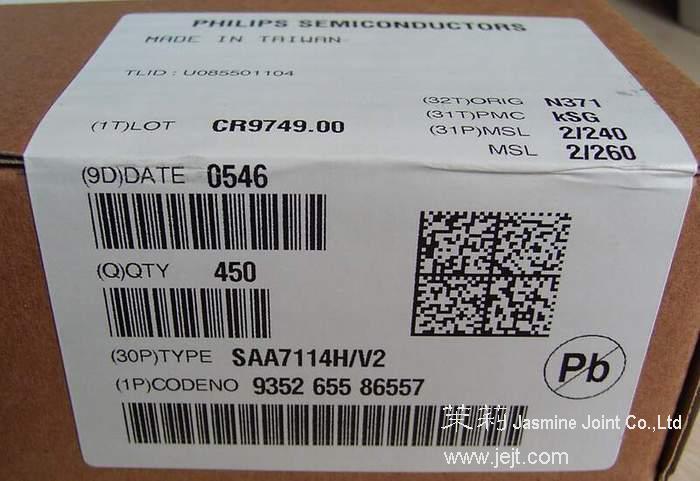 PHILIPS SEMICONDUCTORS
MADE IN TAIWAN
TLID : U085501104
(32T)ORIG N371
(1T)LOT CR9749.00
(31T)PMC kSG
(31P)MSL 2/240
MSL 2/260
(9D)DATE 0546
(Q)QTY 450
(30P)TYPE SAA7114H/V2
Pb
(1P)CODENO 9352 655 86557
茉莉 Jasmine Joint Co.,Ltd
www.jejt.com